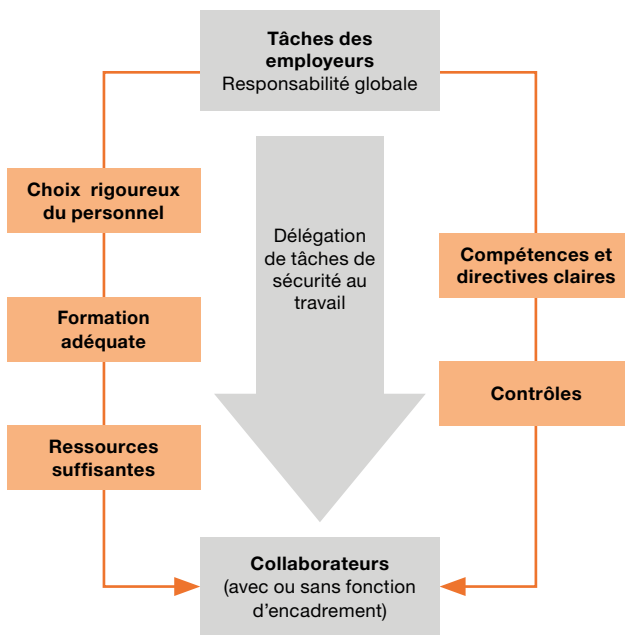 Tâches des
employeurs
Responsabilité globale
Choix rigoureux
du personnel
Formation
adéquate
Ressources
suffisantes
Délégation
de tâches de
sécurité au
travail
Compétences et
directives claires
Contrôles
Collaborateurs
(avec ou sans fonction
d’encadrement)